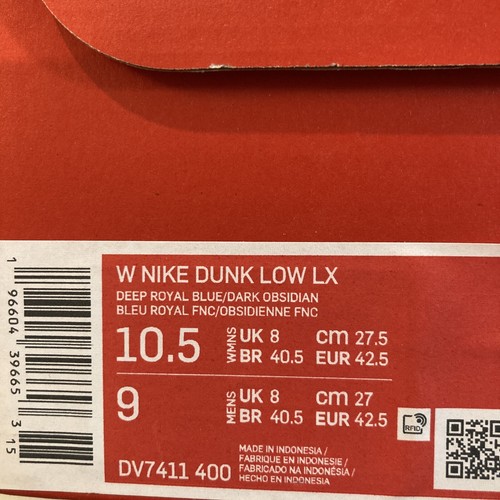 W NIKE DUNK LOW LX
DEEP ROYAL BLUE/DARK OBSIDIAN
BLEU ROYAL FNC/OBSIDIENNE FNC
10.5 WMNS UK 8 cm 27.5
BR 40.5 EUR 42.5
9 MENS UK 8 cm 27
BR 40.5 EUR 42.5
RFID
DV7411 400
MADE IN INDONESIA/
FABRIQUE EN INDONESIE/
FABRICADO NA INDONÉSIA/
HECHO EN INDONESIA
1 96604 39665 3 15